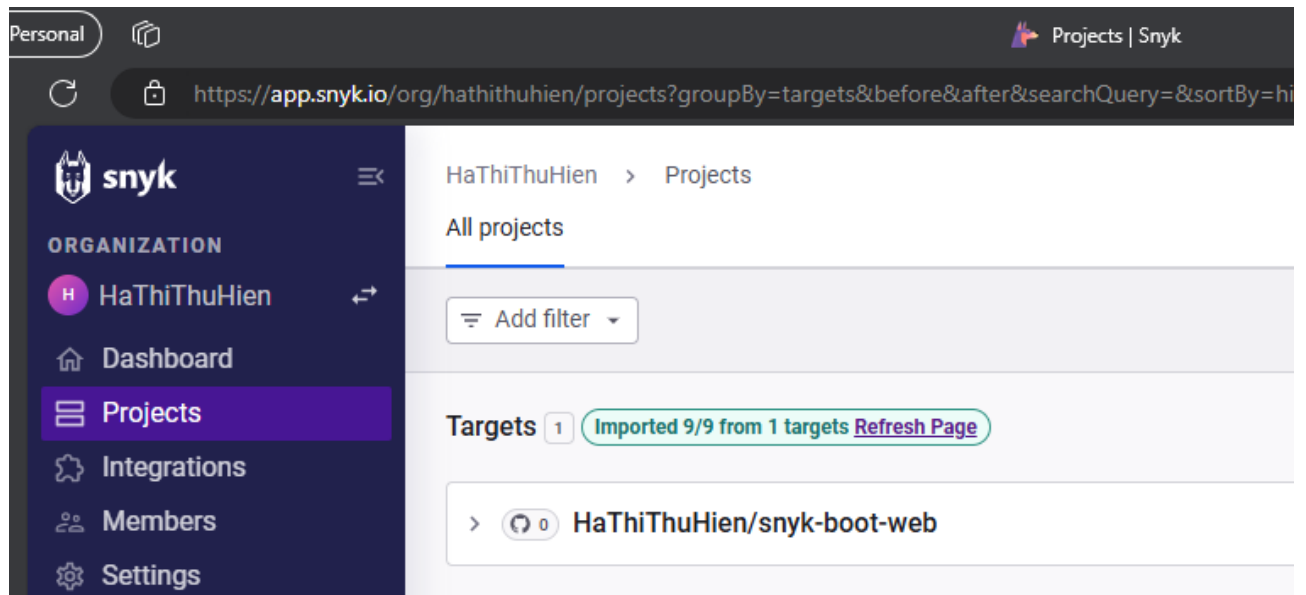 Personal
Projects | Snyk
https://app.snyk.io/org/hathithuhien/projects?groupBy=targets&before&after&searchQuery=&sortBy=hi
snyk
ORGANIZATION
H HaThiThuHien
Dashboard
Projects
Integrations
Members
Settings
HaThiThuHien > Projects
All projects
Add filter
Targets 1 Imported 9/9 from 1 targets Refresh Page
0 HaThiThuHien/snyk-boot-web